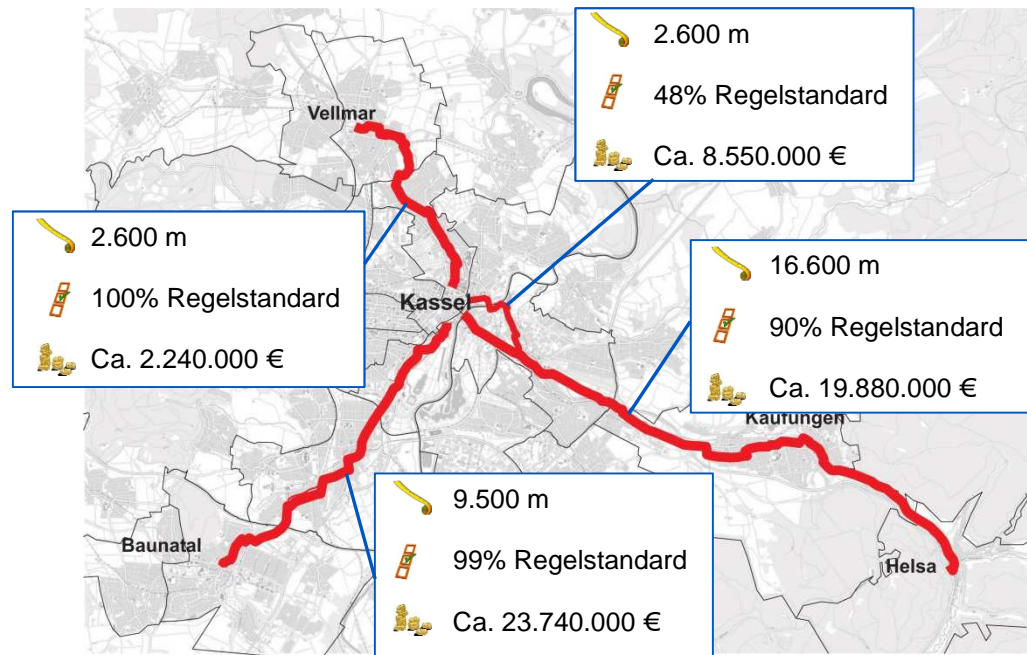 2.600 m
48% Regelstandard
Ca. 8.550.000 €
Vellmar
2.600 m
100% Regelstandard
Ca. 2.240.000 €
Kassel
16.600 m
90% Regelstandard
Ca. 19.880.000 €
Kaufungen
9.500 m
99% Regelstandard
Ca. 23.740.000 €
Baunatal
Helsa